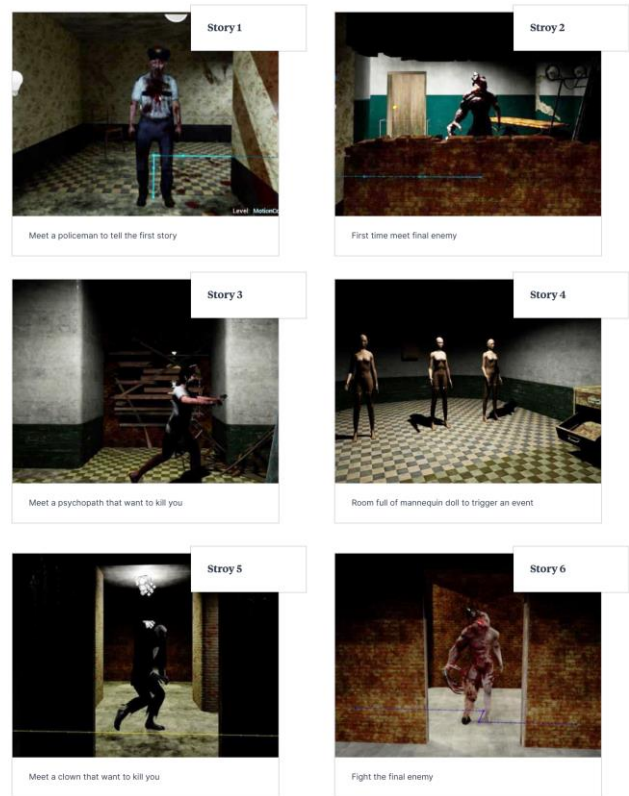 Story 1
Stroy 2
Level: MotionC
Meet a policeman to tell the first story
First time meet final enemy
Story 3
Story 4
Meet a psychopath that want to kill you
Room full of mannequin doll to trigger an event
Stroy 5
Story 6
Meet a clown that want to kill you
Fight the final enemy